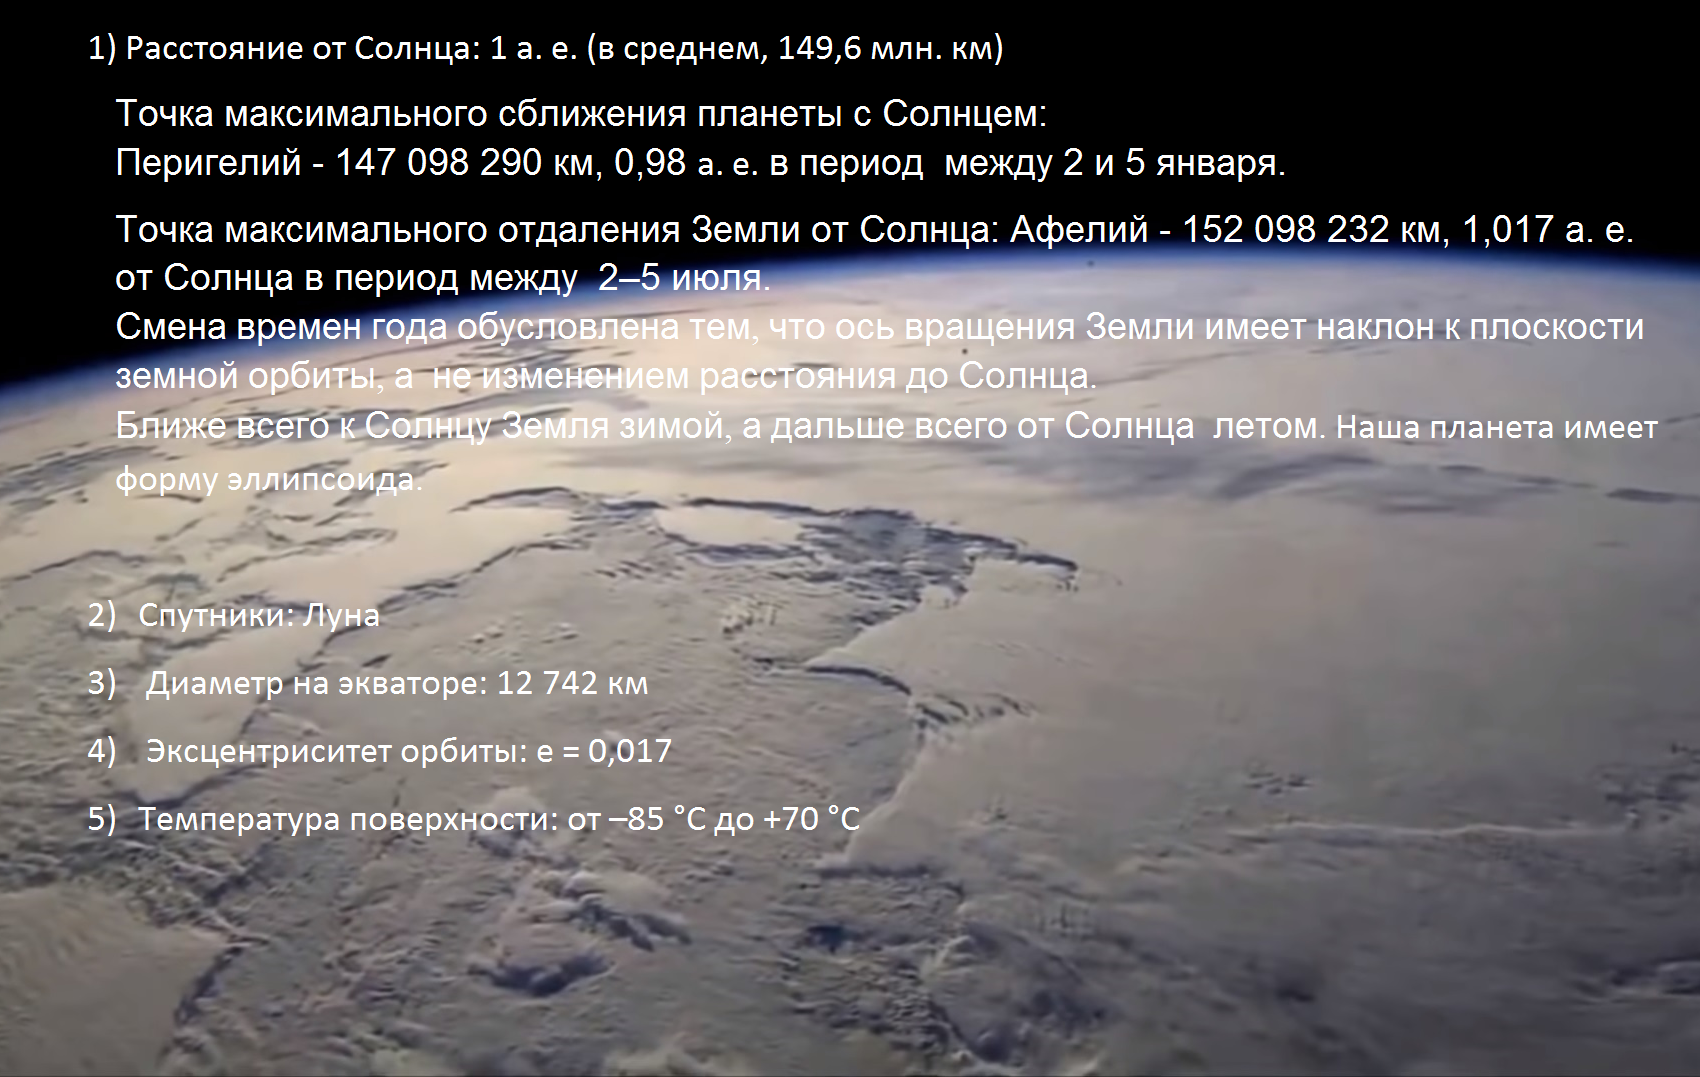 1) Расстояние от Солнца: 1 а. е. (в среднем, 149,6 млн. км)
Точка максимального сближения планеты с Солнцем:
Перигелий - 147 098 290 км, 0,98 а. е. в период между 2 и 5 января.
Точка максимального отдаления Земли от Солнца: Афелий - 152 098 232 км, 1,017 а. е.
от Солнца в период между 2–5 июля.
Смена времен года обусловлена тем, что ось вращения Земли имеет наклон к плоскости
земной орбиты, а не изменением расстояния до Солнца.
Ближе всего к Солнцу Земля зимой, а дальше всего от Солнца летом. Наша планета имеет
форму эллипсоида.
2) Спутники: Луна
3) Диаметр на экваторе: 12 742 км
4) Эксцентриситет орбиты: e = 0,017
5) Температура поверхности: от –85 °C до +70 °C